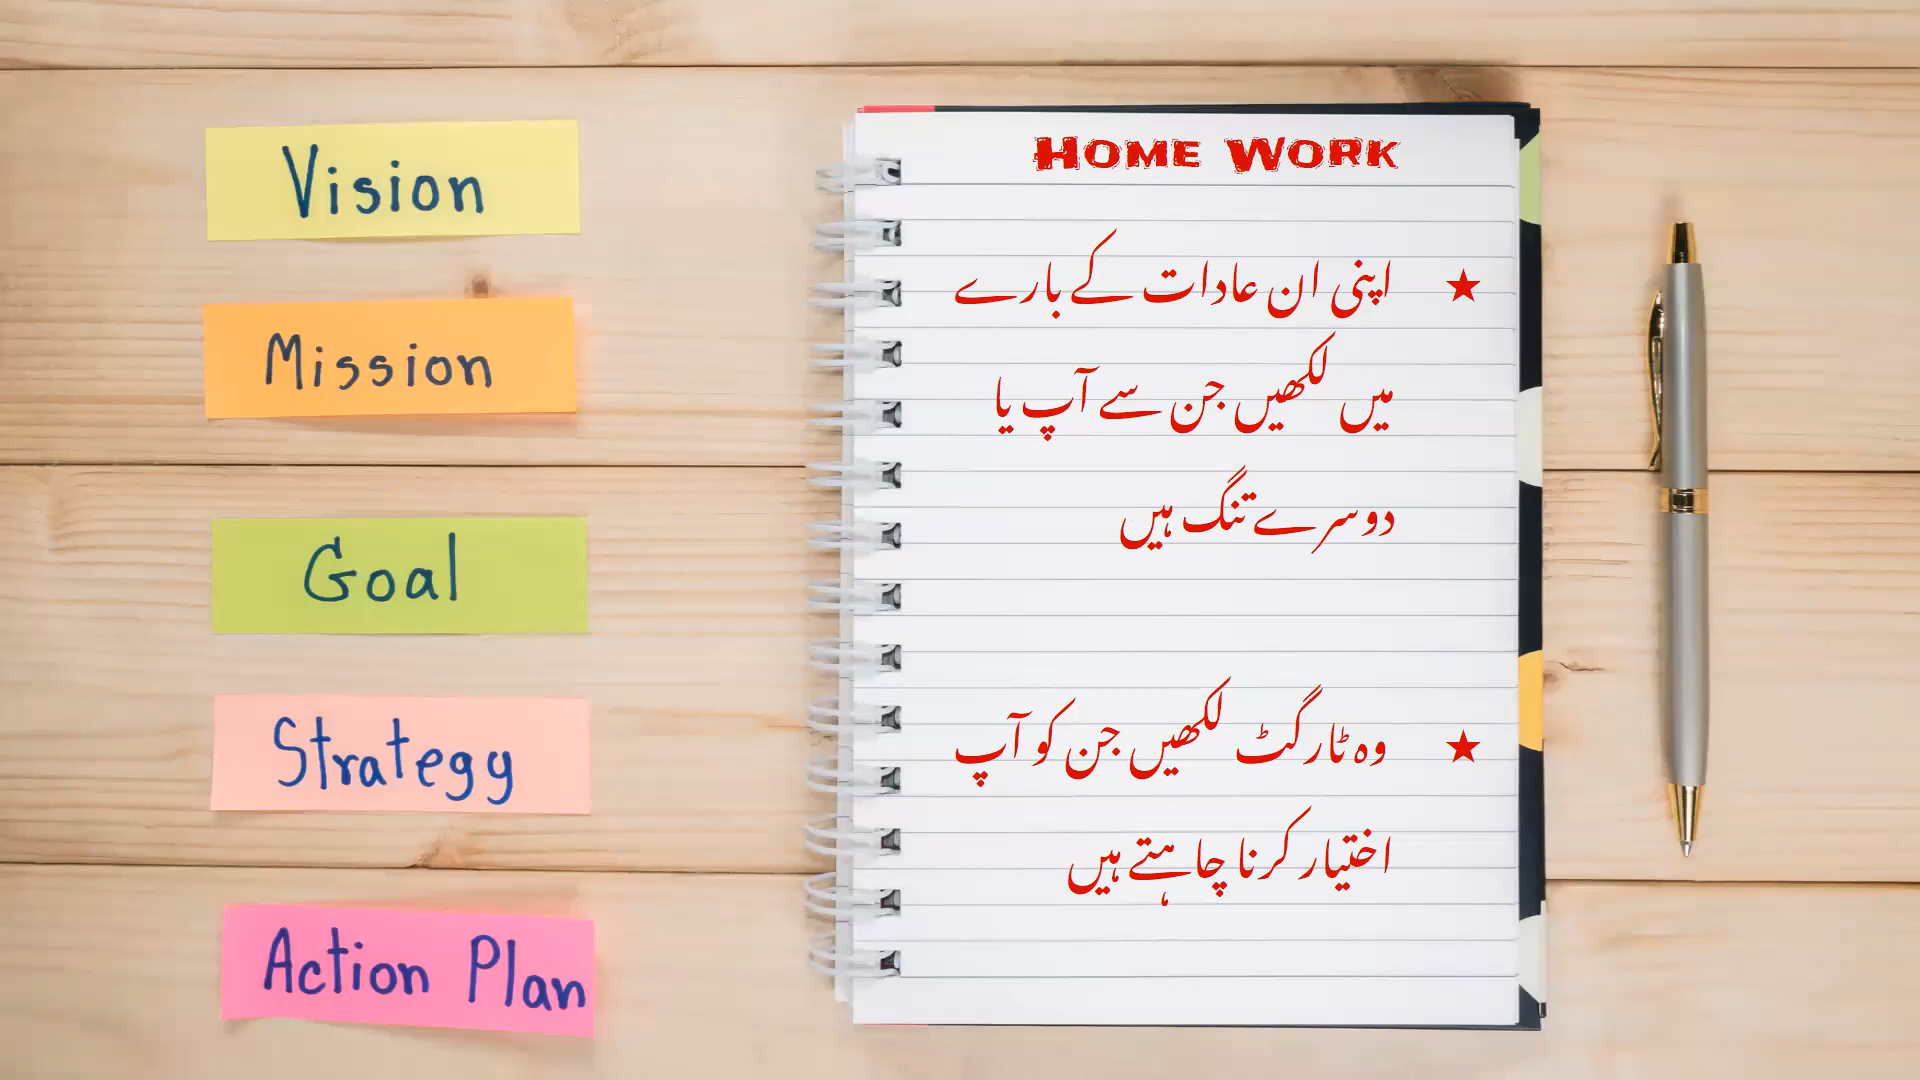 Vision
Mission
Goal
Strategy
Action Plan
HOME WORK
★ اپنی ان عادات کے بارے
میں لکھیں جن سے آپ یا
دوسرے تنگ ہیں
★ وہ ٹارگٹ لکھیں جن کو آپ
اختیار کرنا چاہتے ہیں